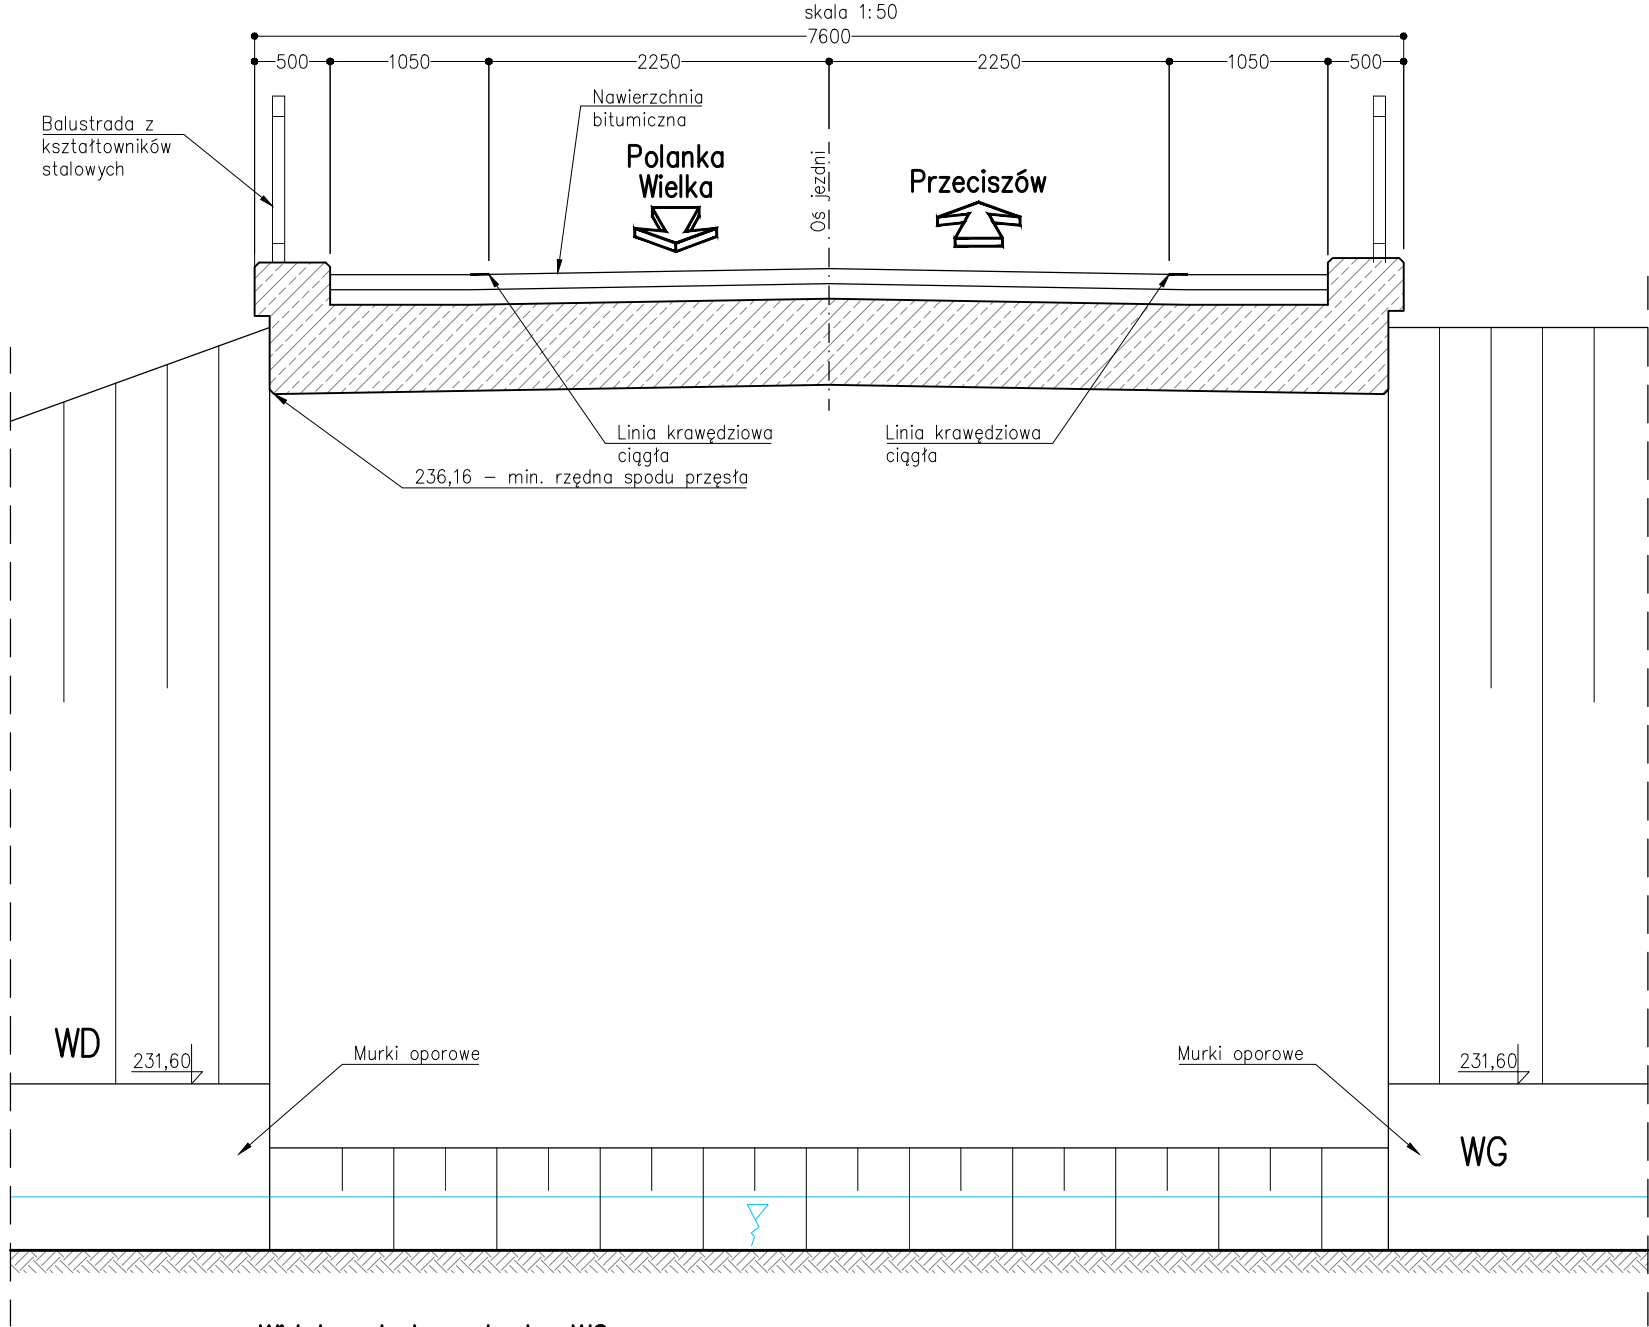 skala 1:50
7600
500 1050 2250 2250 1050 500
Nawierzchnia
bitumiczna
Balustrada z
kształtowników
stalowych
Polanka
Wielka
Oś jezdni
Przeciszów
Linia krawędziowa
ciągła
Linia krawędziowa
ciągła
236,16 – min. rzędna spodu przęsła
WD
231,60
Murki oporowe
Murki oporowe
231,60
WG